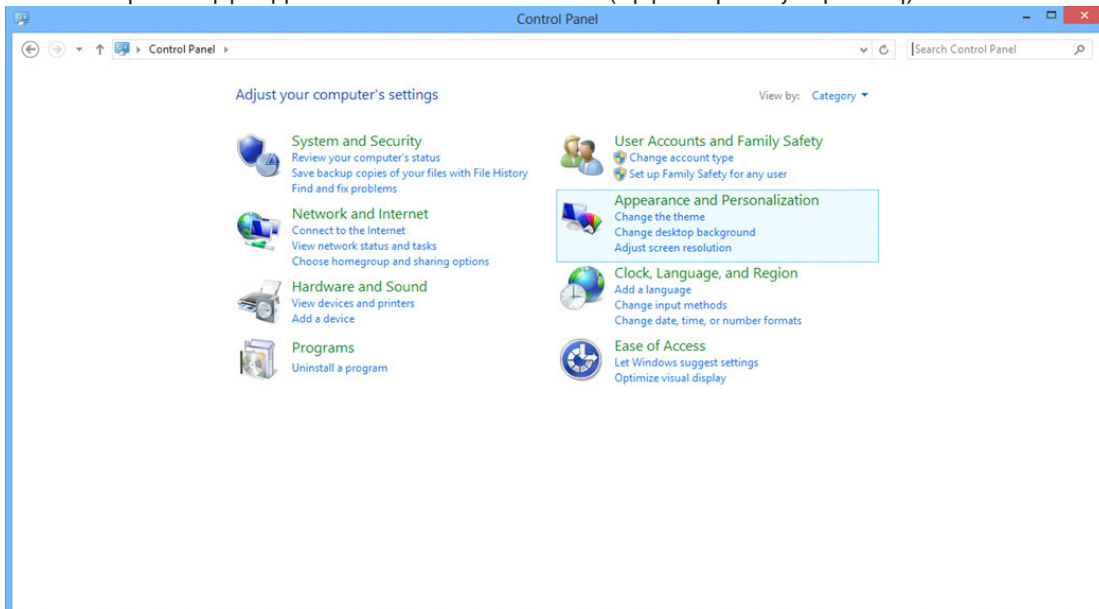 Control Panel
Control Panel
Search Control Panel
Adjust your computer's settings
View by: Category
System and Security
Review your computer's status
Save backup copies of your files with File History
Find and fix problems
Network and Internet
Connect to the Internet
View network status and tasks
Choose homegroup and sharing options
Hardware and Sound
View devices and printers
Add a device
Programs
Uninstall a program
User Accounts and Family Safety
Change account type
Set up Family Safety for any user
Appearance and Personalization
Change the theme
Change desktop background
Adjust screen resolution
Clock, Language, and Region
Add a language
Change input methods
Change date, time, or number formats
Ease of Access
Let Windows suggest settings
Optimize visual display